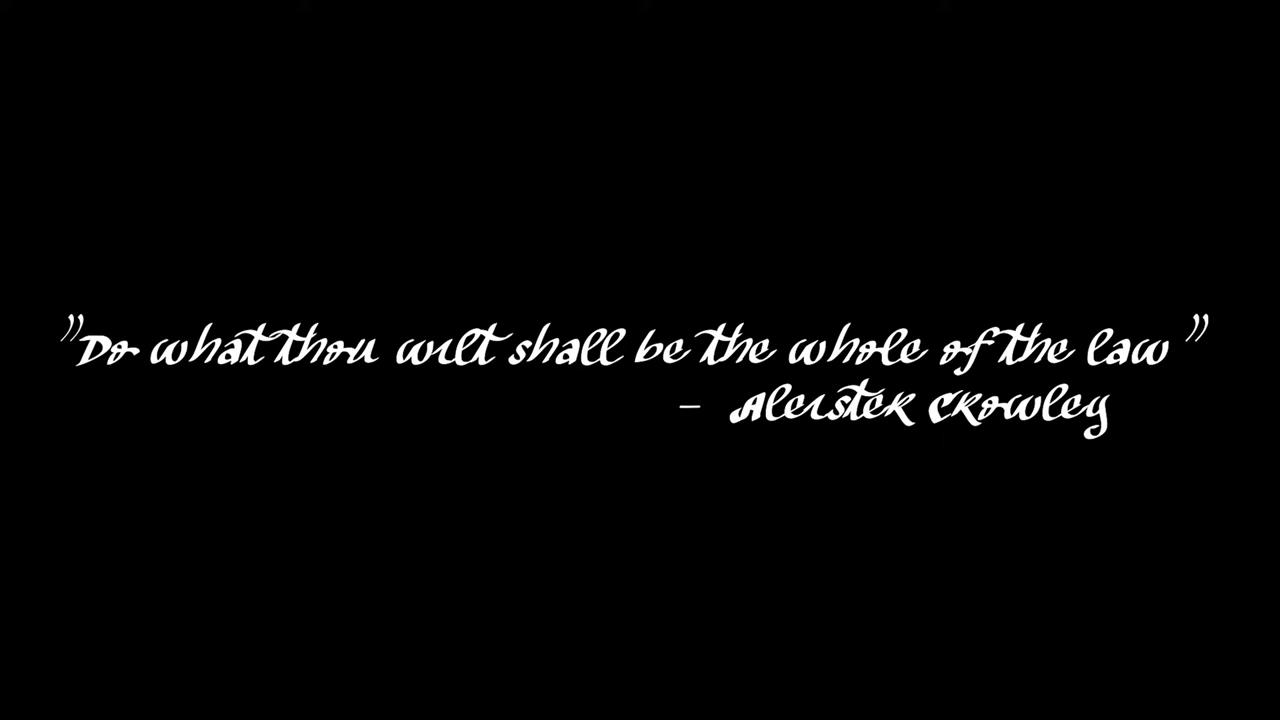 ”Do what thou wilt shall be the whole of the law”
- Aleister Crowley